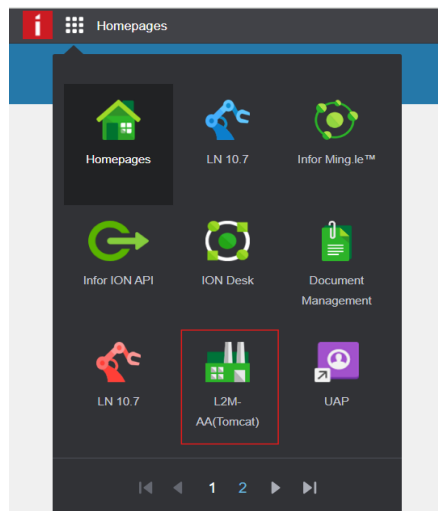 Homepages
Homepages
LN 10.7
Infor Ming.le™
Infor ION API
ION Desk
Document
Management
LN 10.7
L2M-
AA(Tomcat)
UAP
1 2